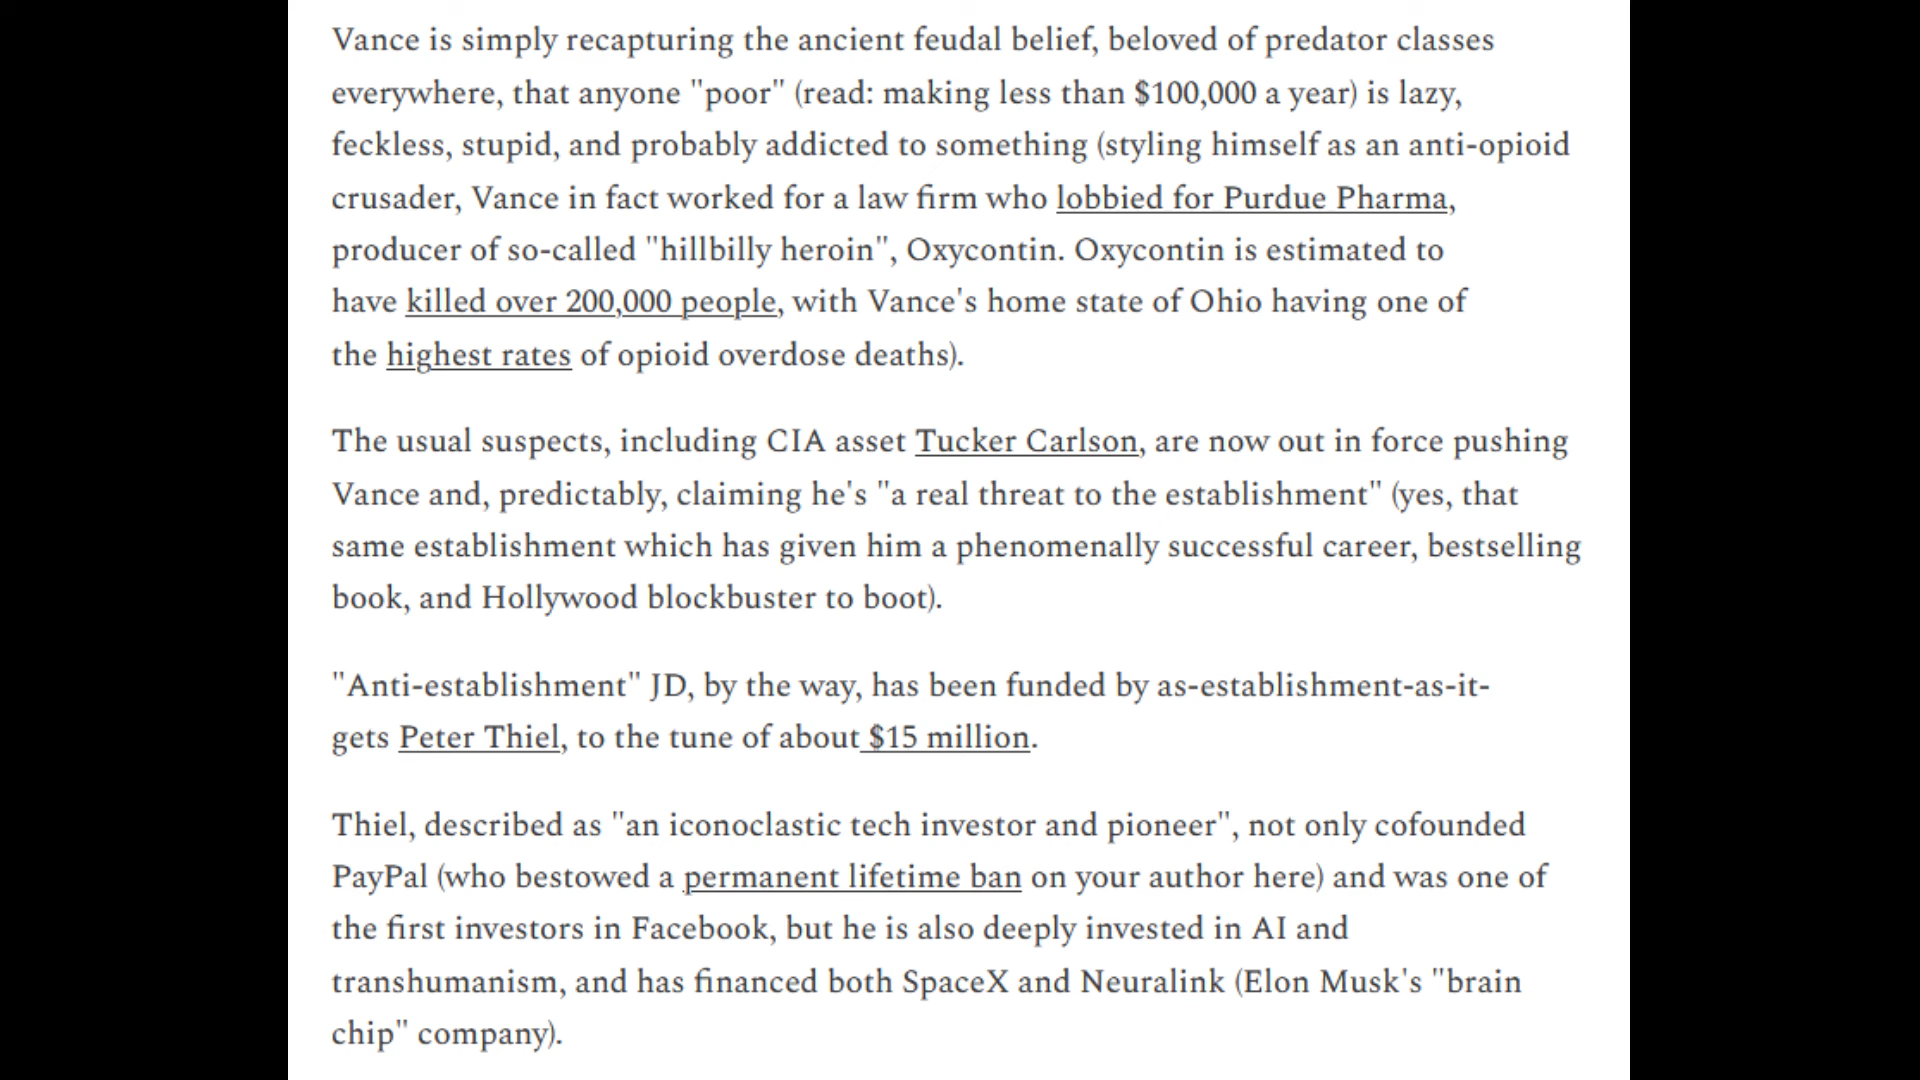 Vance is simply recapturing the ancient feudal belief, beloved of predator classes
everywhere, that anyone "poor" (read: making less than $100,000 a year) is lazy,
feckless, stupid, and probably addicted to something (styling himself as an anti-opioid
crusader, Vance in fact worked for a law firm who lobbied for Purdue Pharma,
producer of so-called "hillbilly heroin", Oxycontin. Oxycontin is estimated to
have killed over 200,000 people, with Vance's home state of Ohio having one of
the highest rates of opioid overdose deaths).
The usual suspects, including CIA asset Tucker Carlson, are now out in force pushing
Vance and, predictably, claiming he's "a real threat to the establishment" (yes, that
same establishment which has given him a phenomenally successful career, bestselling
book, and Hollywood blockbuster to boot).
"Anti-establishment" JD, by the way, has been funded by as-establishment-as-it-
gets Peter Thiel, to the tune of about $15 million.
Thiel, described as "an iconoclastic tech investor and pioneer", not only cofounded
PayPal (who bestowed a permanent lifetime ban on your author here) and was one of
the first investors in Facebook, but he is also deeply invested in AI and
transhumanism, and has financed both SpaceX and Neuralink (Elon Musk's "brain
chip" company).